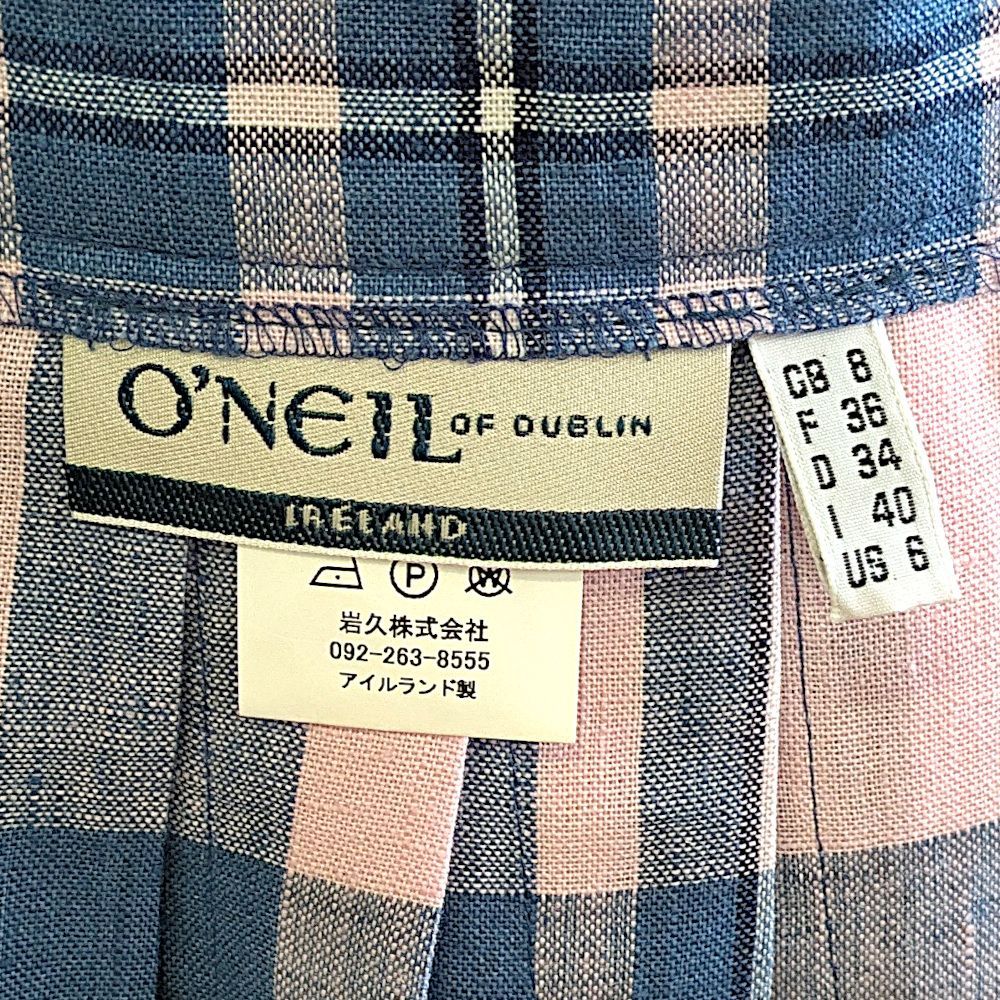 O'NEIL OF DUBLIN
IRELAND
GB 8
F 36
D 34
I 40
US 6
P
W
岩久株式会社
092-263-8555
アイルランド製